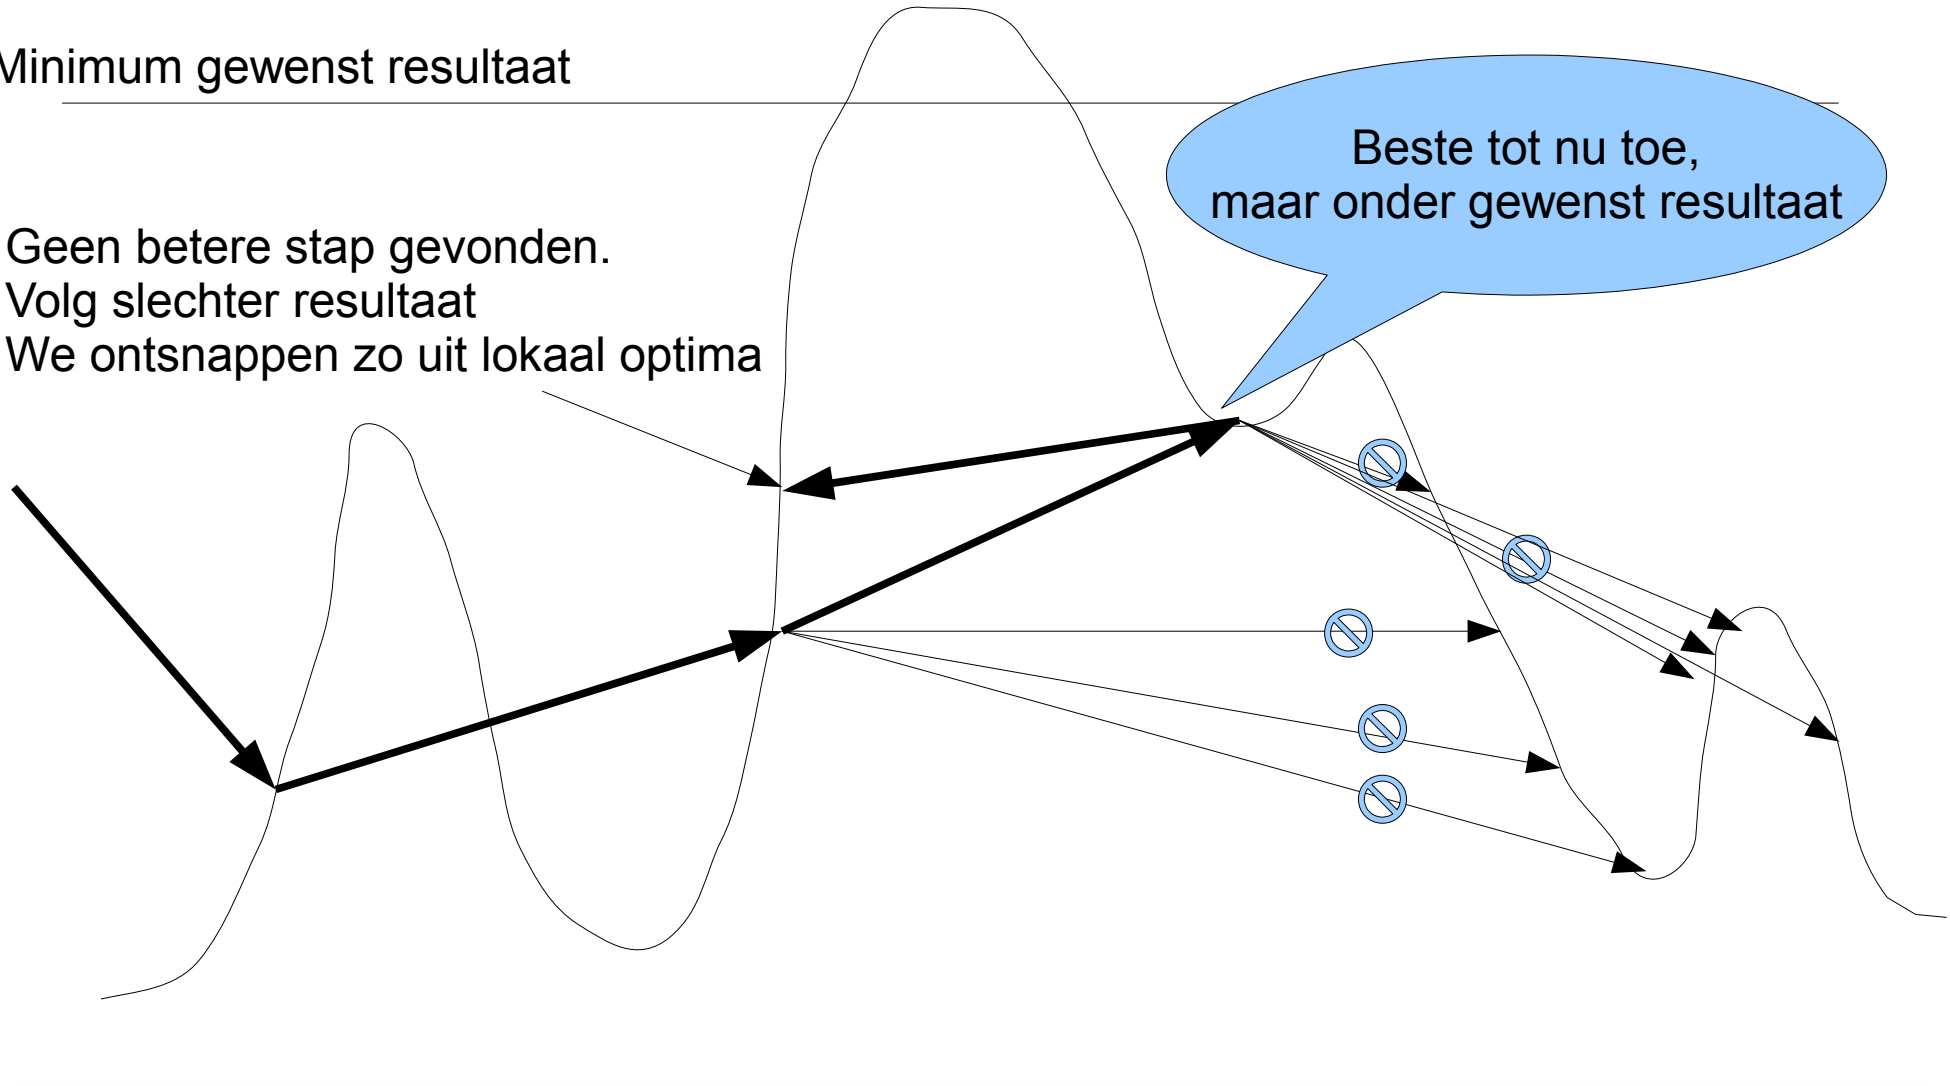 Minimum gewenst resultaat
Beste tot nu toe,
maar onder gewenst resultaat
Geen betere stap gevonden.
Volg slechter resultaat
We ontsnappen zo uit lokaal optima